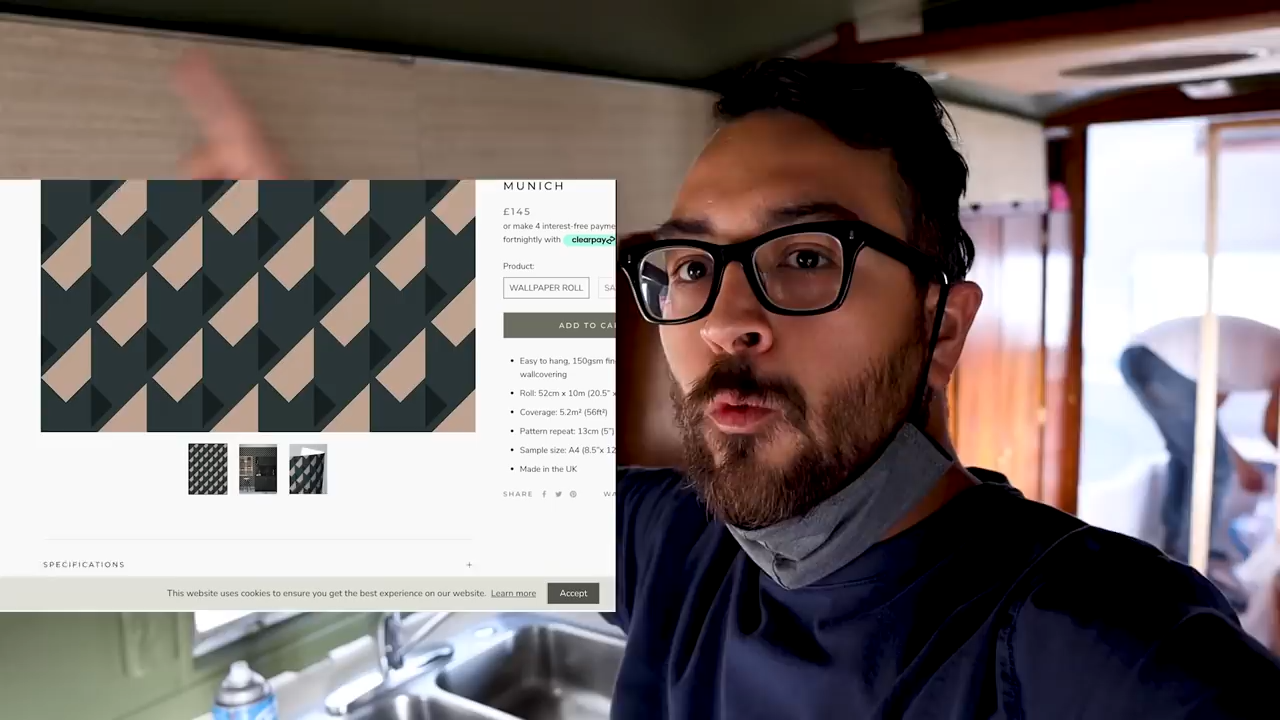 MUNICH
£145
or make 4 interest-free payme
fortnightly with clearpay
Product:
WALLPAPER ROLL
SA
ADD TO CA
Easy to hang, 150gsm fin
wallcovering
Roll: 52cm x 10m (20.5" x
Coverage: 5.2m² (56ft²)
Pattern repeat: 13cm (5")
Sample size: A4 (8.5"x 12
Made in the UK
SHARE
WA
SPECIFICATIONS +
This website uses cookies to ensure you get the best experience on our website. Learn more
Accept